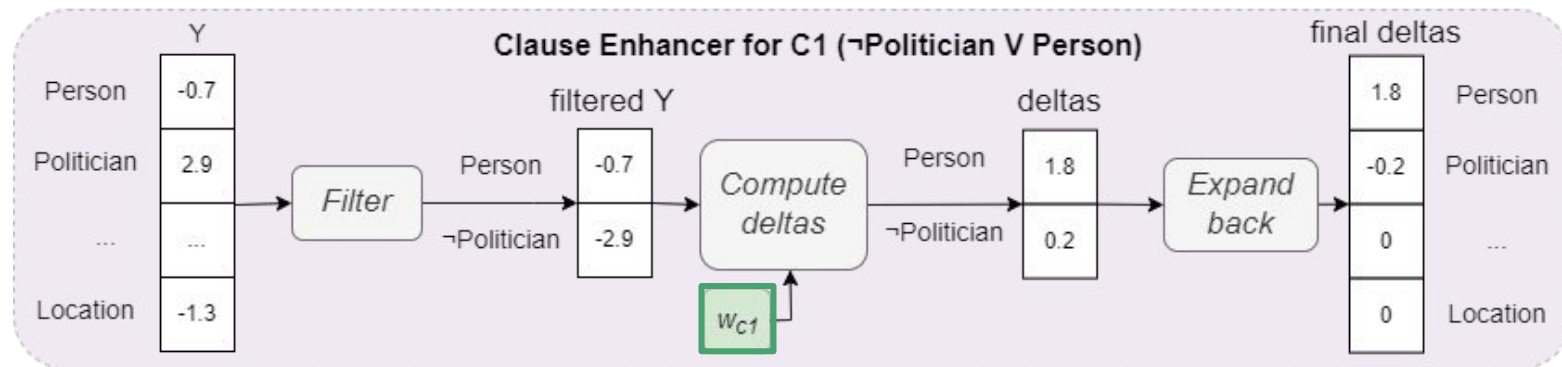 Y
Clause Enhancer for C1 (¬Politician V Person)
final deltas
Person
-0.7
filtered Y
deltas
1.8
Person
Politician
2.9
Filter
Person
-0.7
Compute
deltas
Person
1.8
Expand
back
-0.2
Politician
...
...
¬Politician
-2.9
¬Politician
0.2
0
...
Location
-1.3
wC1
0
Location